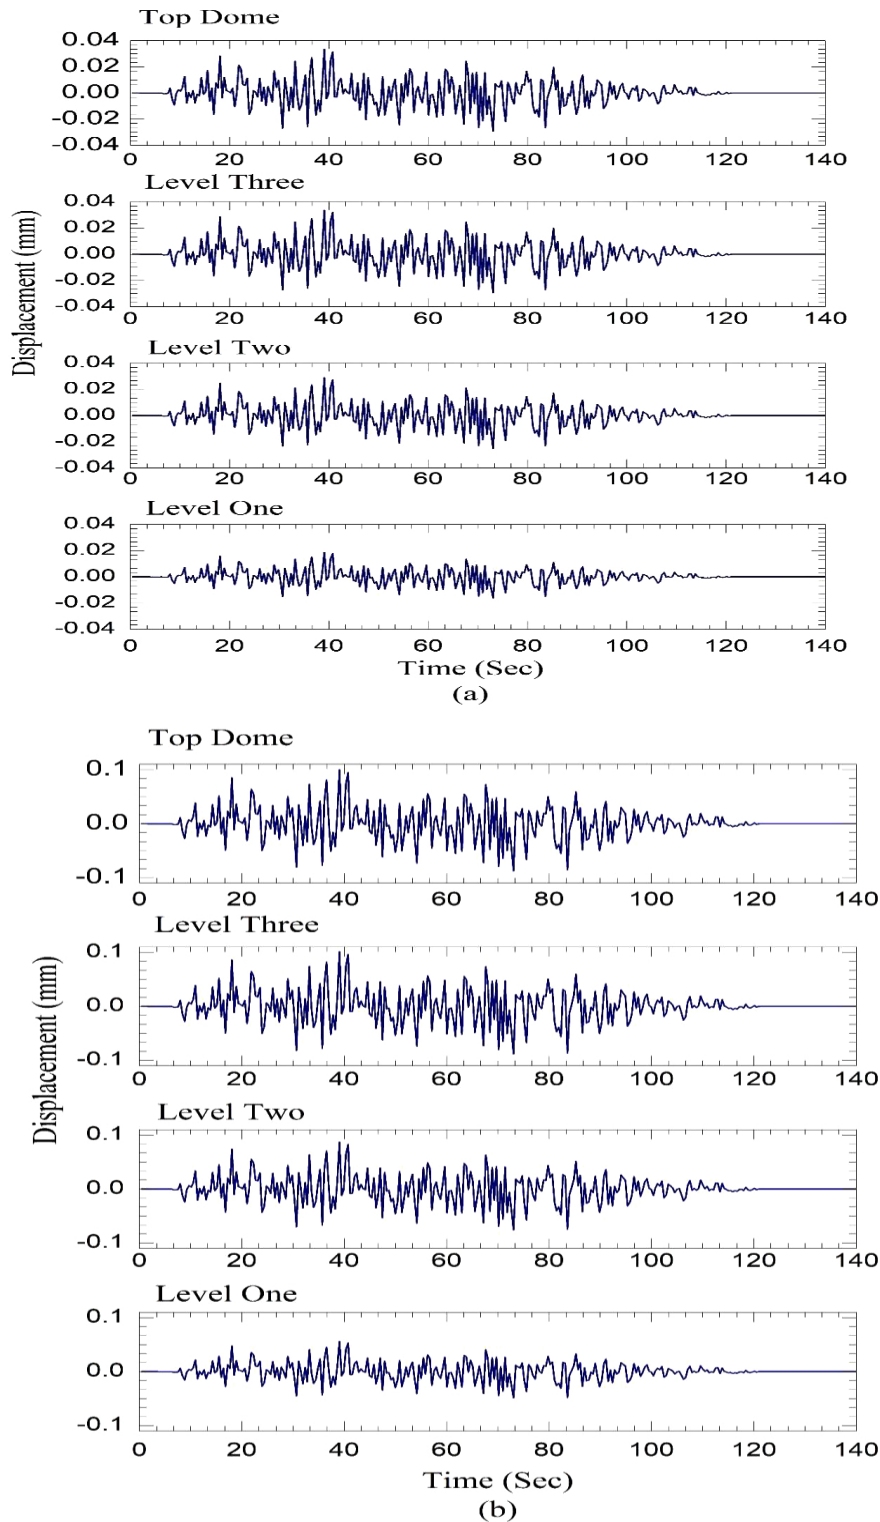 Top Dome
0.04
0.02
0.00
-0.02
-0.04
0 20 40 60 80 100 120 140
Level Three
0.04
0.02
0.00
-0.02
-0.04
0 20 40 60 80 100 120 140
Displacement (mm)
Level Two
0.04
0.02
0.00
-0.02
-0.04
0 20 40 60 80 100 120 140
Level One
0.04
0.02
0.00
-0.02
-0.04
0 20 40 60 80 100 120 140
Time (Sec)
(a)
Top Dome
0.1
0.0
-0.1
0 20 40 60 80 100 120 140
Level Three
0.1
0.0
-0.1
0 20 40 60 80 100 120 140
Displacement (mm)
Level Two
0.1
0.0
-0.1
0 20 40 60 80 100 120 140
Level One
0.1
0.0
-0.1
0 20 40 60 80 100 120 140
Time (Sec)
(b)